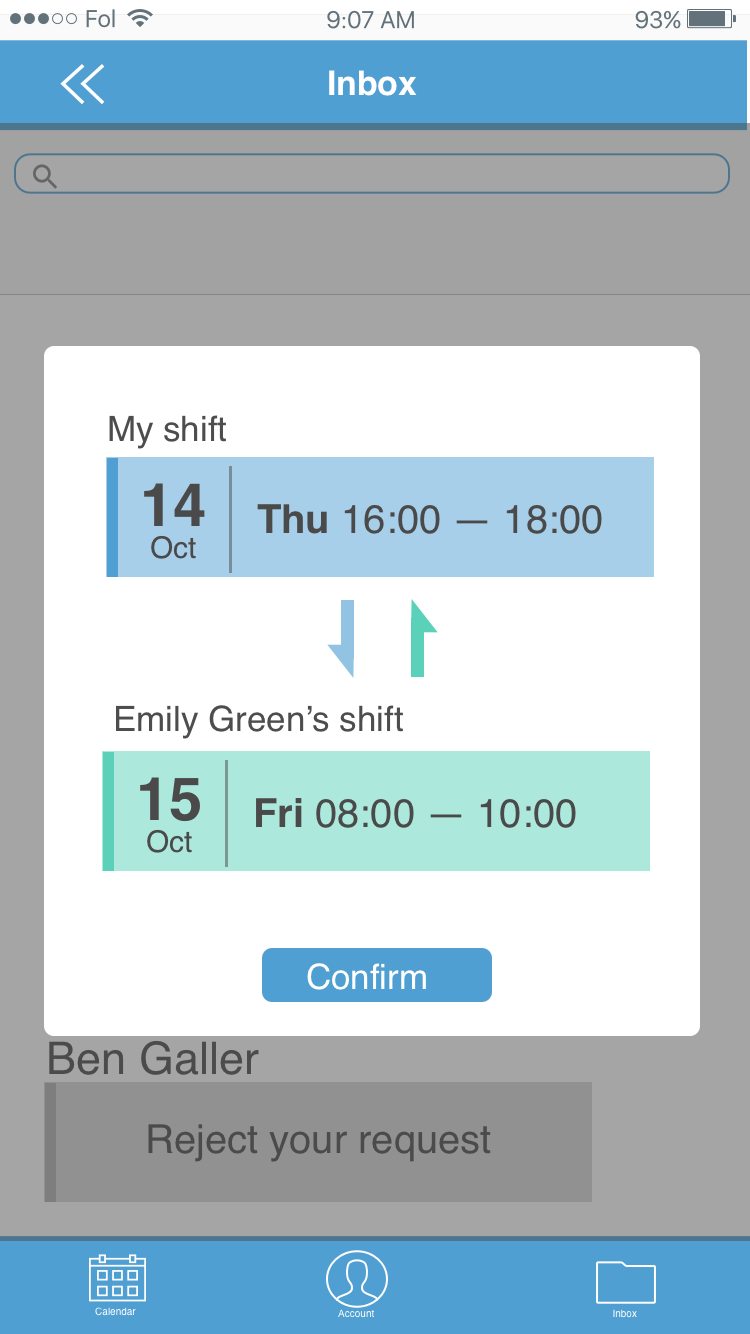 Fol 9:07 AM 93%
Inbox
My shift
14
Oct
Thu 16:00 — 18:00
Emily Green’s shift
15
Oct
Fri 08:00 — 10:00
Confirm
Ben Galler
Reject your request
Calendar Account Inbox